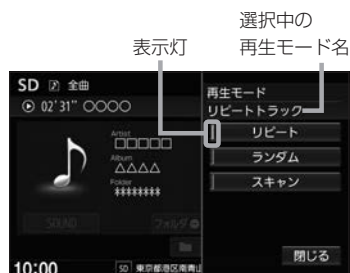 選択中の
表示灯 再生モード名
SD 全曲
02'31" ○○○○
再生モード
リピートトラック
リピート
ランダム
スキャン
閉じる
Artist
□□□□□
Album
△△△△
Folder
********
SOUND フォルダ
10:00 SD 東京都港区南青山